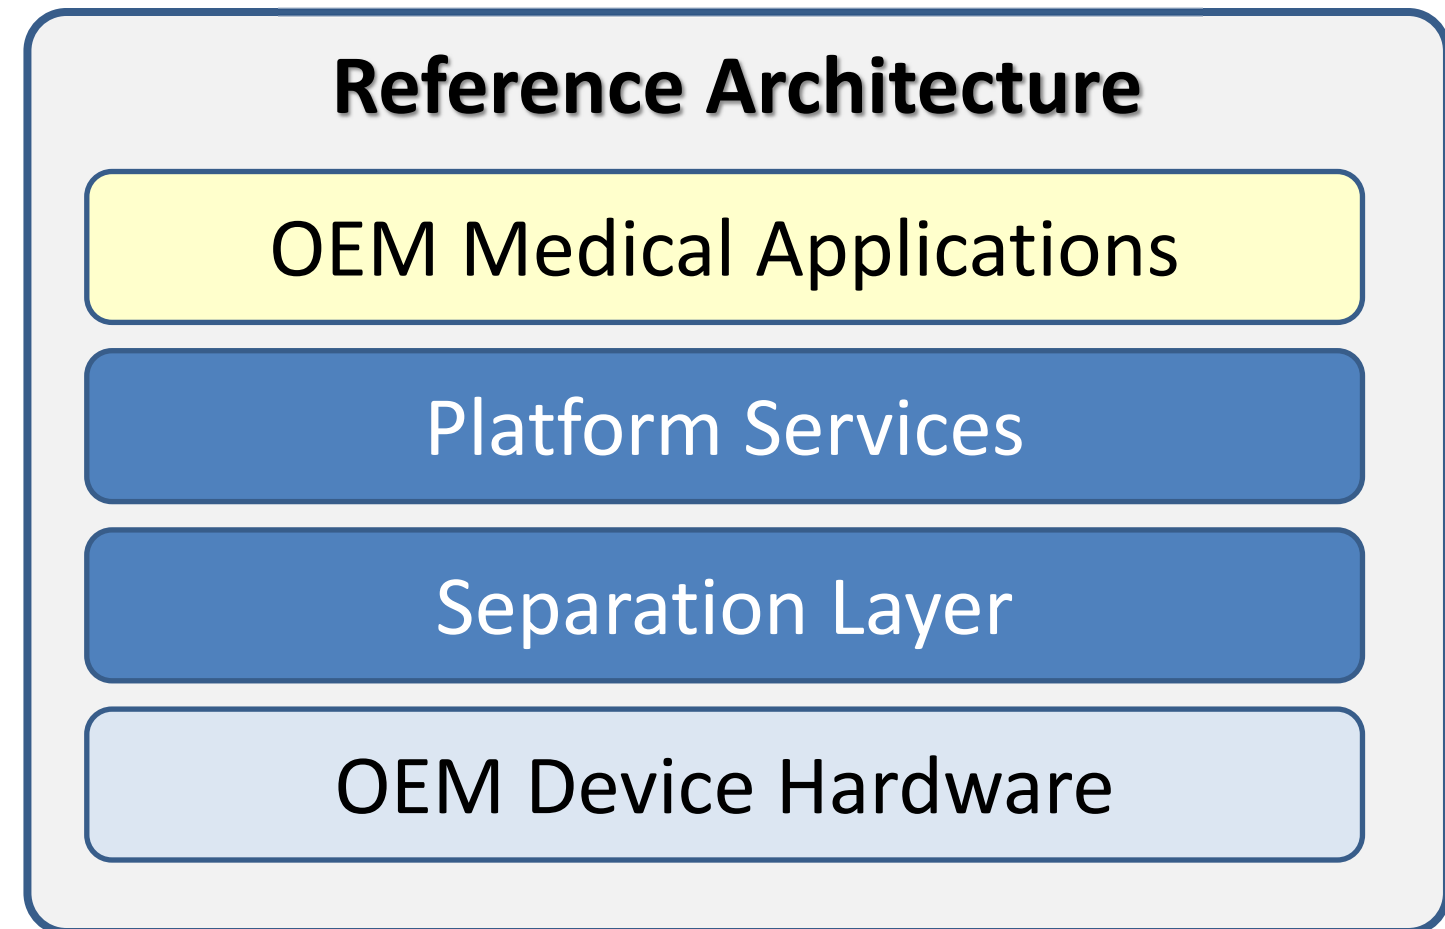 Reference Architecture
OEM Medical Applications
Platform Services
Separation Layer
OEM Device Hardware